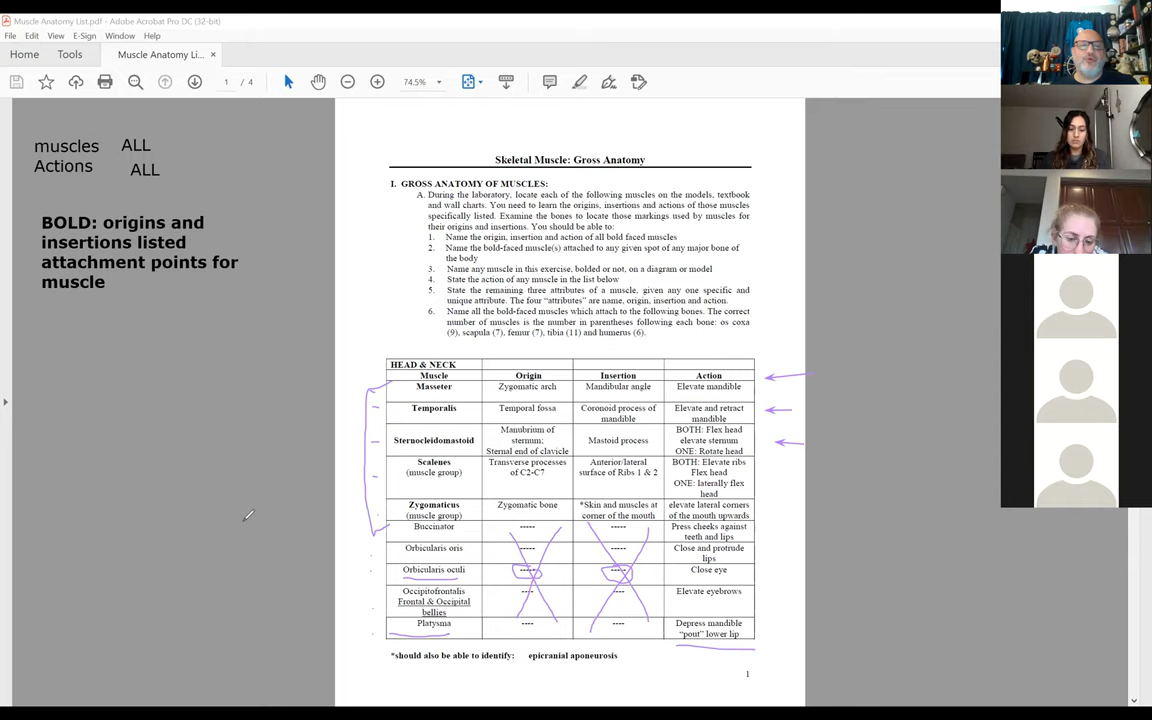 Muscle Anatomy List.pdf - Adobe Acrobat Pro DC (32-bit)
File Edit View E-Sign Window Help
Home Tools Muscle Anatomy Li... ×
1 / 4 74.5%
muscles ALL
Actions ALL
BOLD: origins and
insertions listed
attachment points for
muscle
Skeletal Muscle: Gross Anatomy
I. GROSS ANATOMY OF MUSCLES:
A. During the laboratory, locate each of the following muscles on the models, textbook
and wall charts. You need to learn the origins, insertions and actions of those muscles
specifically listed. Examine the bones to locate those markings used by muscles for
their origins and insertions. You should be able to:
1. Name the origin, insertion and action of all bold faced muscles
2. Name the bold-faced muscle(s) attached to any given spot of any major bone of
the body
3. Name any muscle in this exercise, bolded or not, on a diagram or model
4. State the action of any muscle in the list below
5. State the remaining three attributes of a muscle, given any one specific and
unique attribute. The four “attributes” are name, origin, insertion and action.
6. Name all the bold-faced muscles which attach to the following bones. The correct
number of muscles is the number in parentheses following each bone: os coxa
(9), scapula (7), femur (7), tibia (11) and humerus (6).
HEAD & NECK
Muscle Origin Insertion Action
Masseter Zygomatic arch Mandibular angle Elevate mandible
Temporalis Temporal fossa Coronoid process of mandible Elevate and retract mandible
Sternocleidomastoid Manubrium of sternum; Sternal end of clavicle Mastoid process BOTH: Flex head elevate sternum ONE: Rotate head
Scalenes (muscle group) Transverse processes of C2-C7 Anterior/lateral surface of Ribs 1 & 2 BOTH: Elevate ribs Flex head ONE: laterally flex head
Zygomaticus (muscle group) Zygomatic bone *Skin and muscles at corner of the mouth elevate lateral corners of the mouth upwards
Buccinator ----- ----- Press cheeks against teeth and lips
Orbicularis oris ----- ----- Close and protrude lips
Orbicularis oculi ----- ----- Close eye
Occipitofrontalis Frontal & Occipital bellies ---- ---- Elevate eyebrows
Platysma ---- ---- Depress mandible “pout” lower lip
*should also be able to identify: epicranial aponeurosis
1